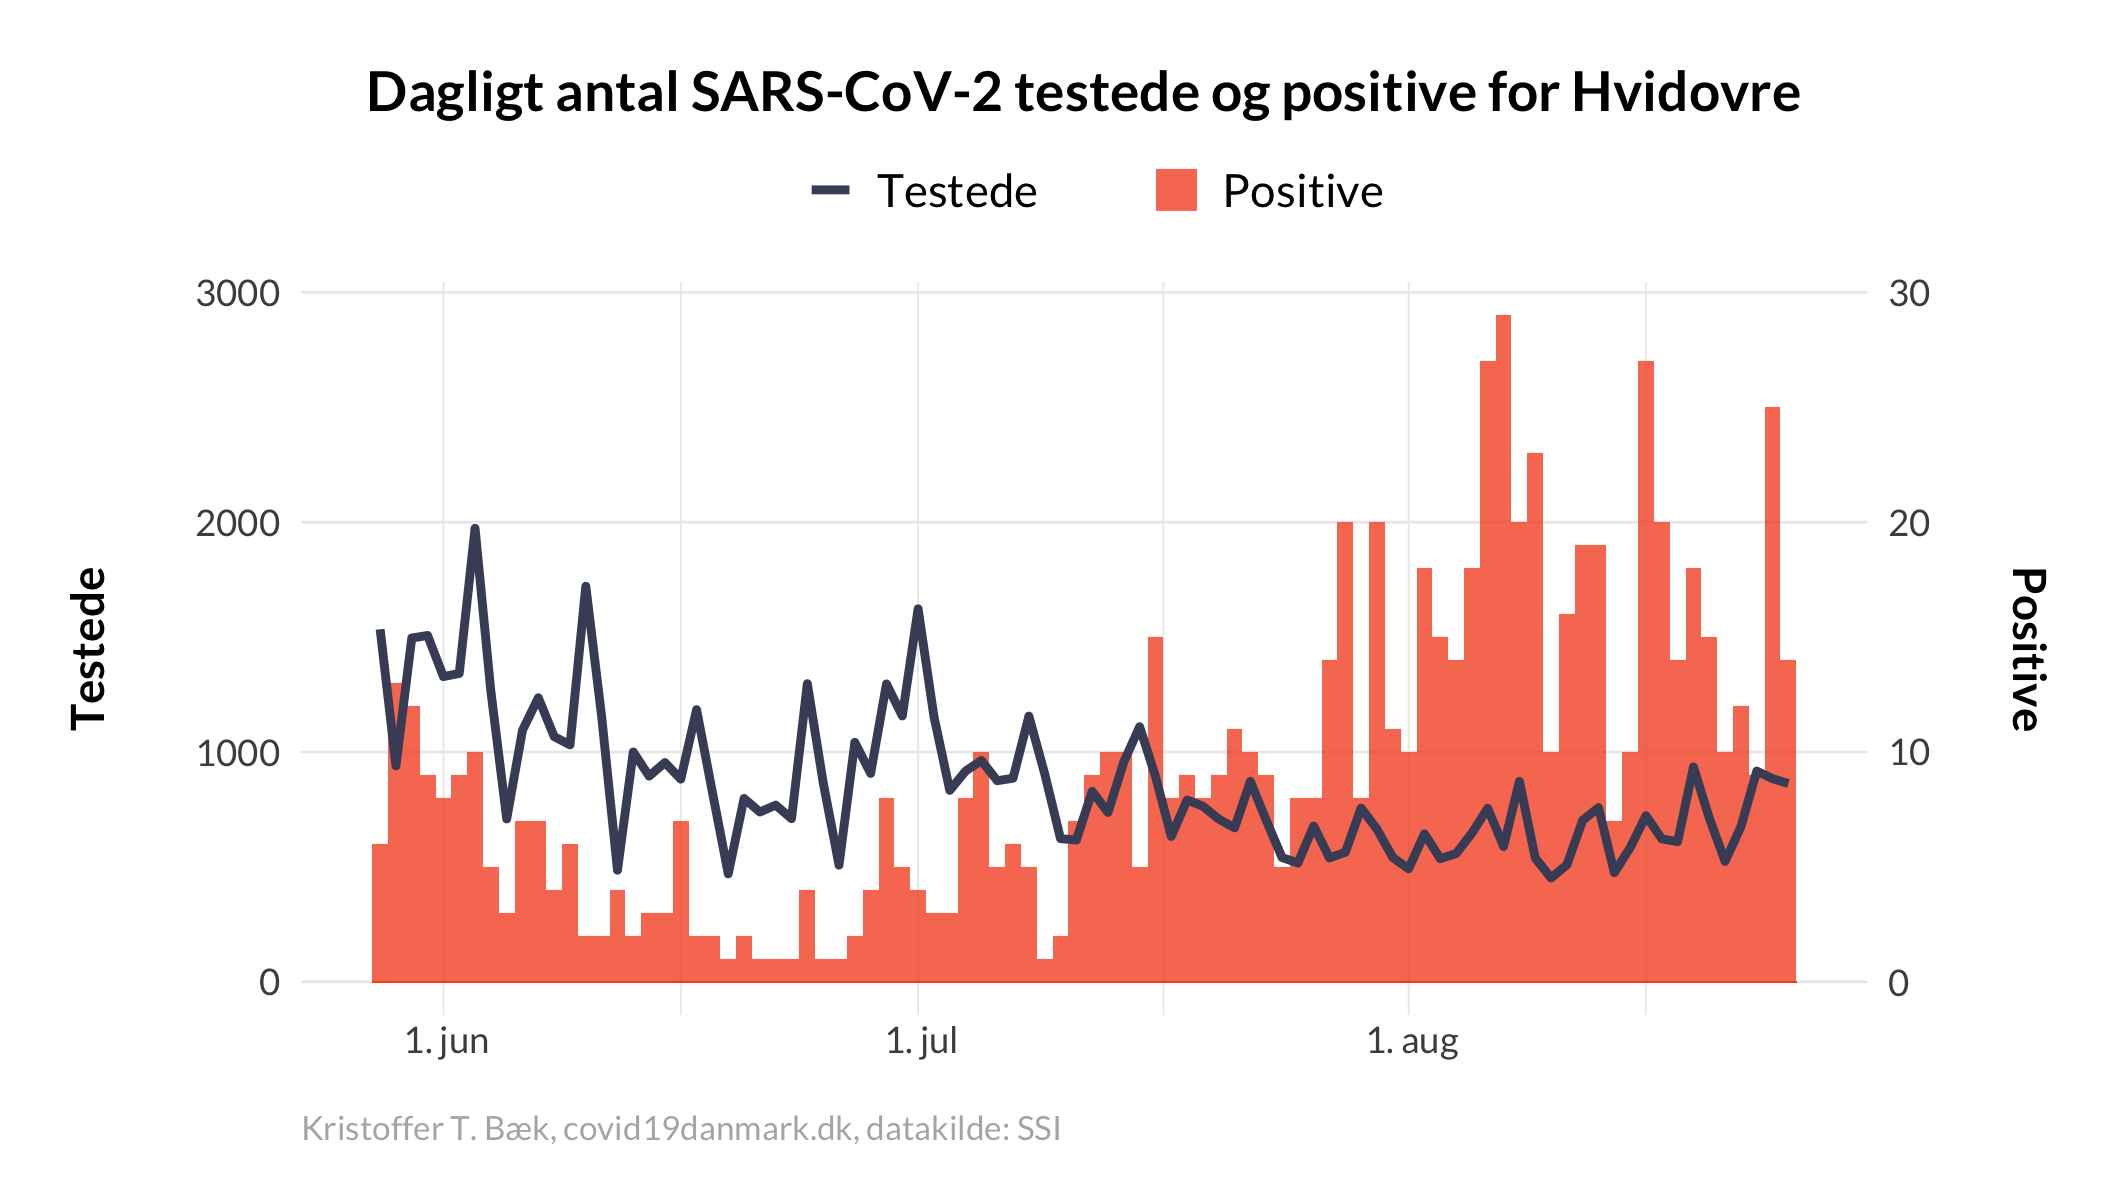 Dagligt antal SARS-CoV-2 testede og positive for Hvidovre
Testede
Positive
3000
2000
1000
0
30
20
10
0
Testede
Positive
1. jun
1. jul
1. aug
Kristoffer T. Bæk, covid19danmark.dk, datakilde: SSI